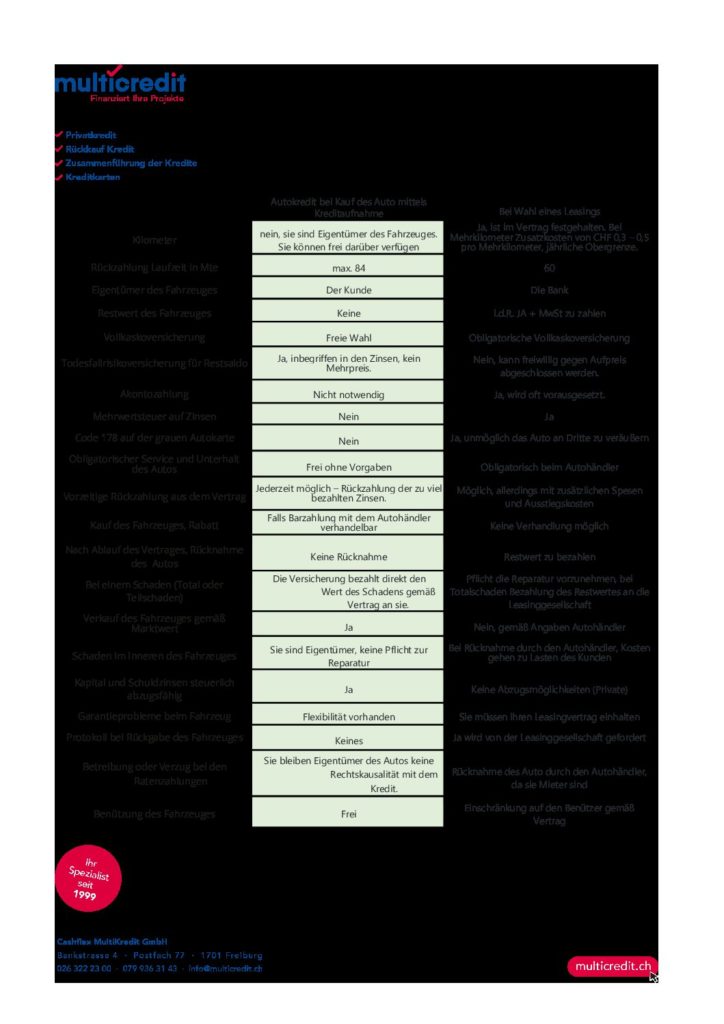 multicredit
Finanziert Ihre Projekte
Privatkredit
Rückkauf Kredit
Zusammenführung der Kredite
Kreditkarten
Autokredit bei Kauf des Auto mittels
Kreditaufnahme
Bei Wahl eines Leasings
Kilometer
nein, sie sind Eigentümer des Fahrzeuges.
Sie können frei darüber verfügen
Ja, ist im Vertrag festgehalten. Bei
Mehrkilometer Zusatzkosten von CHF 0,3 – 0,5
pro Mehrkilometer, jährliche Obergrenze.
Rückzahlung Laufzeit in Mte
max. 84
60
Eigentümer des Fahrzeuges
Der Kunde
Die Bank
Restwert des Fahrzeuges
Keine
I.d.R. JA + MwSt zu zahlen
Vollkaskoversicherung
Freie Wahl
Obligatorische Vollkaskoversicherung
Todesfallrisikoversicherung für Restsaldo
Ja, inbegriffen in den Zinsen, kein
Mehrpreis.
Nein, kann freiwillig gegen Aufpreis
abgeschlossen werden.
Akontozahlung
Nicht notwendig
Ja, wird oft vorausgesetzt.
Mehrwertsteuer auf Zinsen
Nein
Ja
Code 178 auf der grauen Autokarte
Nein
Ja, unmöglich das Auto an Dritte zu veräußern
Obligatorischer Service und Unterhalt
des Autos
Frei ohne Vorgaben
Obligatorisch beim Autohändler
Vorzeitige Rückzahlung aus dem Vertrag
Jederzeit möglich – Rückzahlung der zu viel
bezahlten Zinsen.
Möglich, allerdings mit zusätzlichen Spesen
und Ausstiegskosten
Kauf des Fahrzeuges, Rabatt
Falls Barzahlung mit dem Autohändler
verhandelbar
Keine Verhandlung möglich
Nach Ablauf des Vertrages, Rücknahme
des Autos
Keine Rücknahme
Restwert zu bezahlen
Bei einem Schaden (Total oder
Teilschaden)
Die Versicherung bezahlt direkt den
Wert des Schadens gemäß
Vertrag an sie.
Pflicht die Reparatur vorzunehmen, bei
Totalschaden Bezahlung des Restwertes an die
Leasinggesellschaft
Verkauf des Fahrzeuges gemäß
Marktwert
Ja
Nein, gemäß Angaben Autohändler
Schaden im Inneren des Fahrzeuges
Sie sind Eigentümer, keine Pflicht zur
Reparatur
Bei Rücknahme durch den Autohändler, Kosten
gehen zu Lasten des Kunden
Kapital und Schuldzinsen steuerlich
abzugsfähig
Ja
Keine Abzugsmöglichkeiten (Private)
Garantieprobleme beim Fahrzeug
Flexibilität vorhanden
Sie müssen Ihren Leasingvertrag einhalten
Protokoll bei Rückgabe des Fahrzeuges
Keines
Ja wird von der Leasinggesellschaft gefordert
Betreibung oder Verzug bei den
Ratenzahlungen
Sie bleiben Eigentümer des Autos keine
Rechtskausalität mit dem
Kredit.
Rücknahme des Auto durch den Autohändler,
da sie Mieter sind
Benützung des Fahrzeuges
Frei
Einschränkung auf den Benützer gemäß
Vertrag
Ihr
Spezialist
seit
1999
Cashflex MultiKredit GmbH
Bankstrasse 4 · Postfach 77 · 1701 Freiburg
026 322 23 00 · 079 936 31 43 · info@multicredit.ch
multicredit.ch